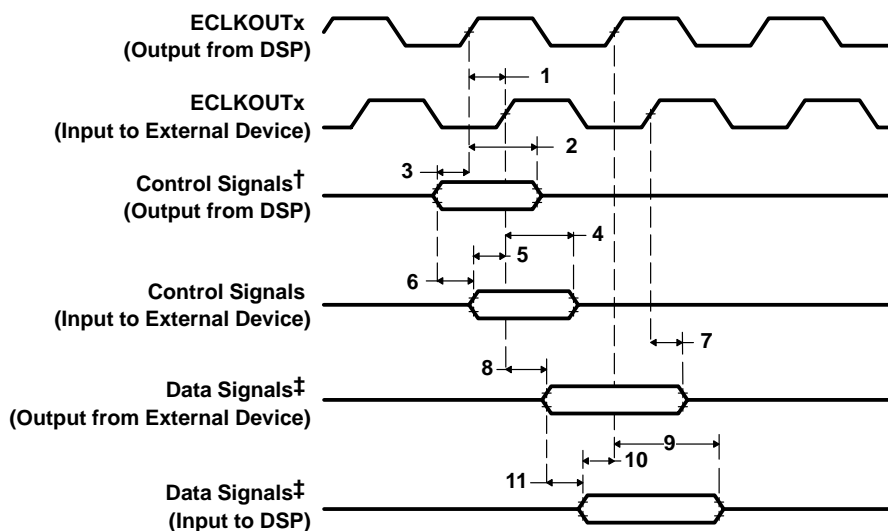 ECLKOUTx
(Output from DSP)
1
ECLKOUTx
(Input to External Device)
2
3
Control Signals†
(Output from DSP)
4
5
6
Control Signals
(Input to External Device)
7
8
Data Signals‡
(Output from External Device)
9
10
11
Data Signals‡
(Input to DSP)